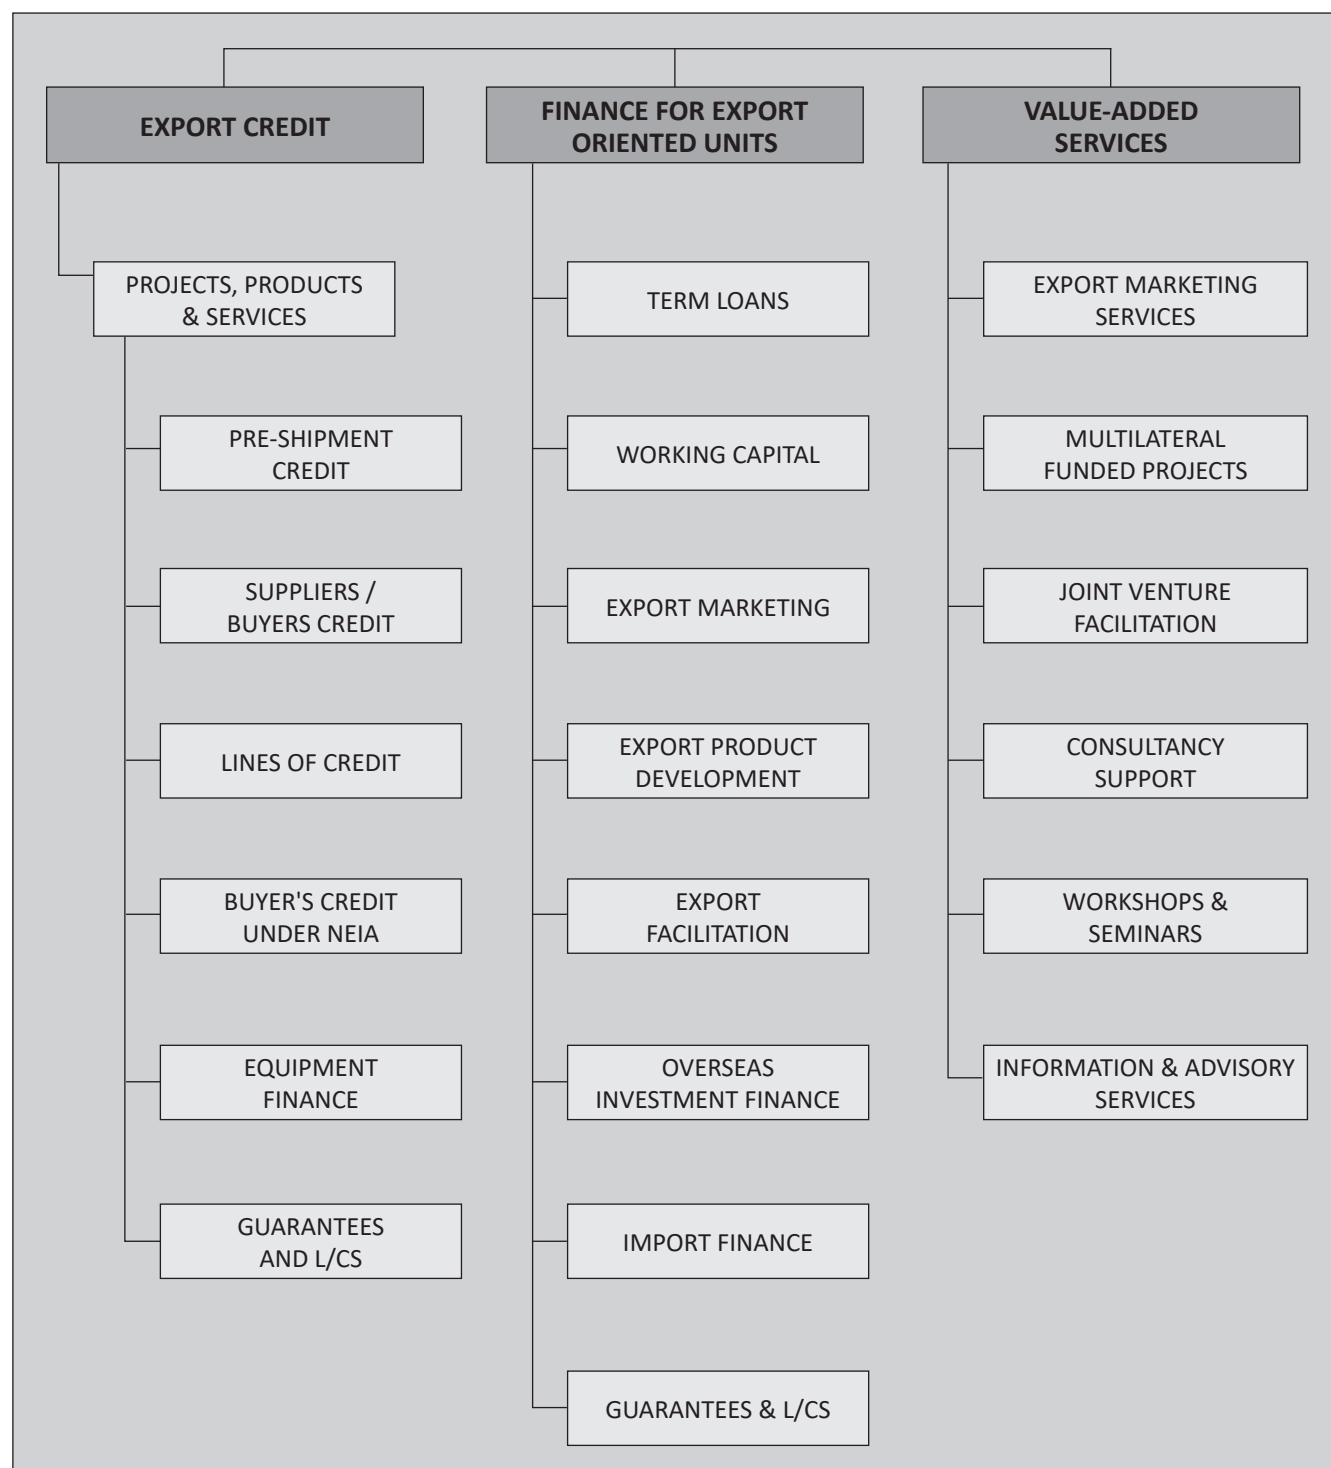 EXPORT CREDIT
PROJECTS, PRODUCTS
& SERVICES
PRE-SHIPMENT
CREDIT
SUPPLIERS /
BUYERS CREDIT
LINES OF CREDIT
BUYER'S CREDIT
UNDER NEIA
EQUIPMENT
FINANCE
GUARANTEES
AND L/CS
FINANCE FOR EXPORT
ORIENTED UNITS
TERM LOANS
WORKING CAPITAL
EXPORT MARKETING
EXPORT PRODUCT
DEVELOPMENT
EXPORT
FACILITATION
OVERSEAS
INVESTMENT FINANCE
IMPORT FINANCE
GUARANTEES & L/CS
VALUE-ADDED
SERVICES
EXPORT MARKETING
SERVICES
MULTILATERAL
FUNDED PROJECTS
JOINT VENTURE
FACILITATION
CONSULTANCY
SUPPORT
WORKSHOPS &
SEMINARS
INFORMATION & ADVISORY
SERVICES